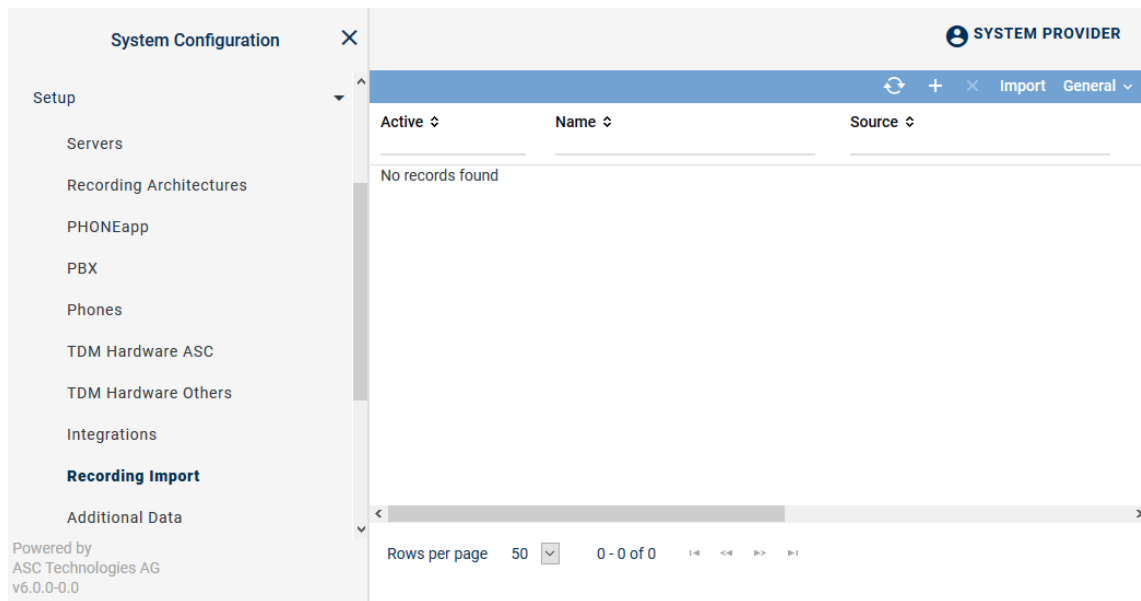 System Configuration
SYSTEM PROVIDER
Setup
Import General
Servers
Recording Architectures
PHONEapp
PBX
Phones
TDM Hardware ASC
TDM Hardware Others
Integrations
Recording Import
Additional Data
Powered by
ASC Technologies AG
v6.0.0-0.0
Active Name Source
No records found
Rows per page 50 0 - 0 of 0